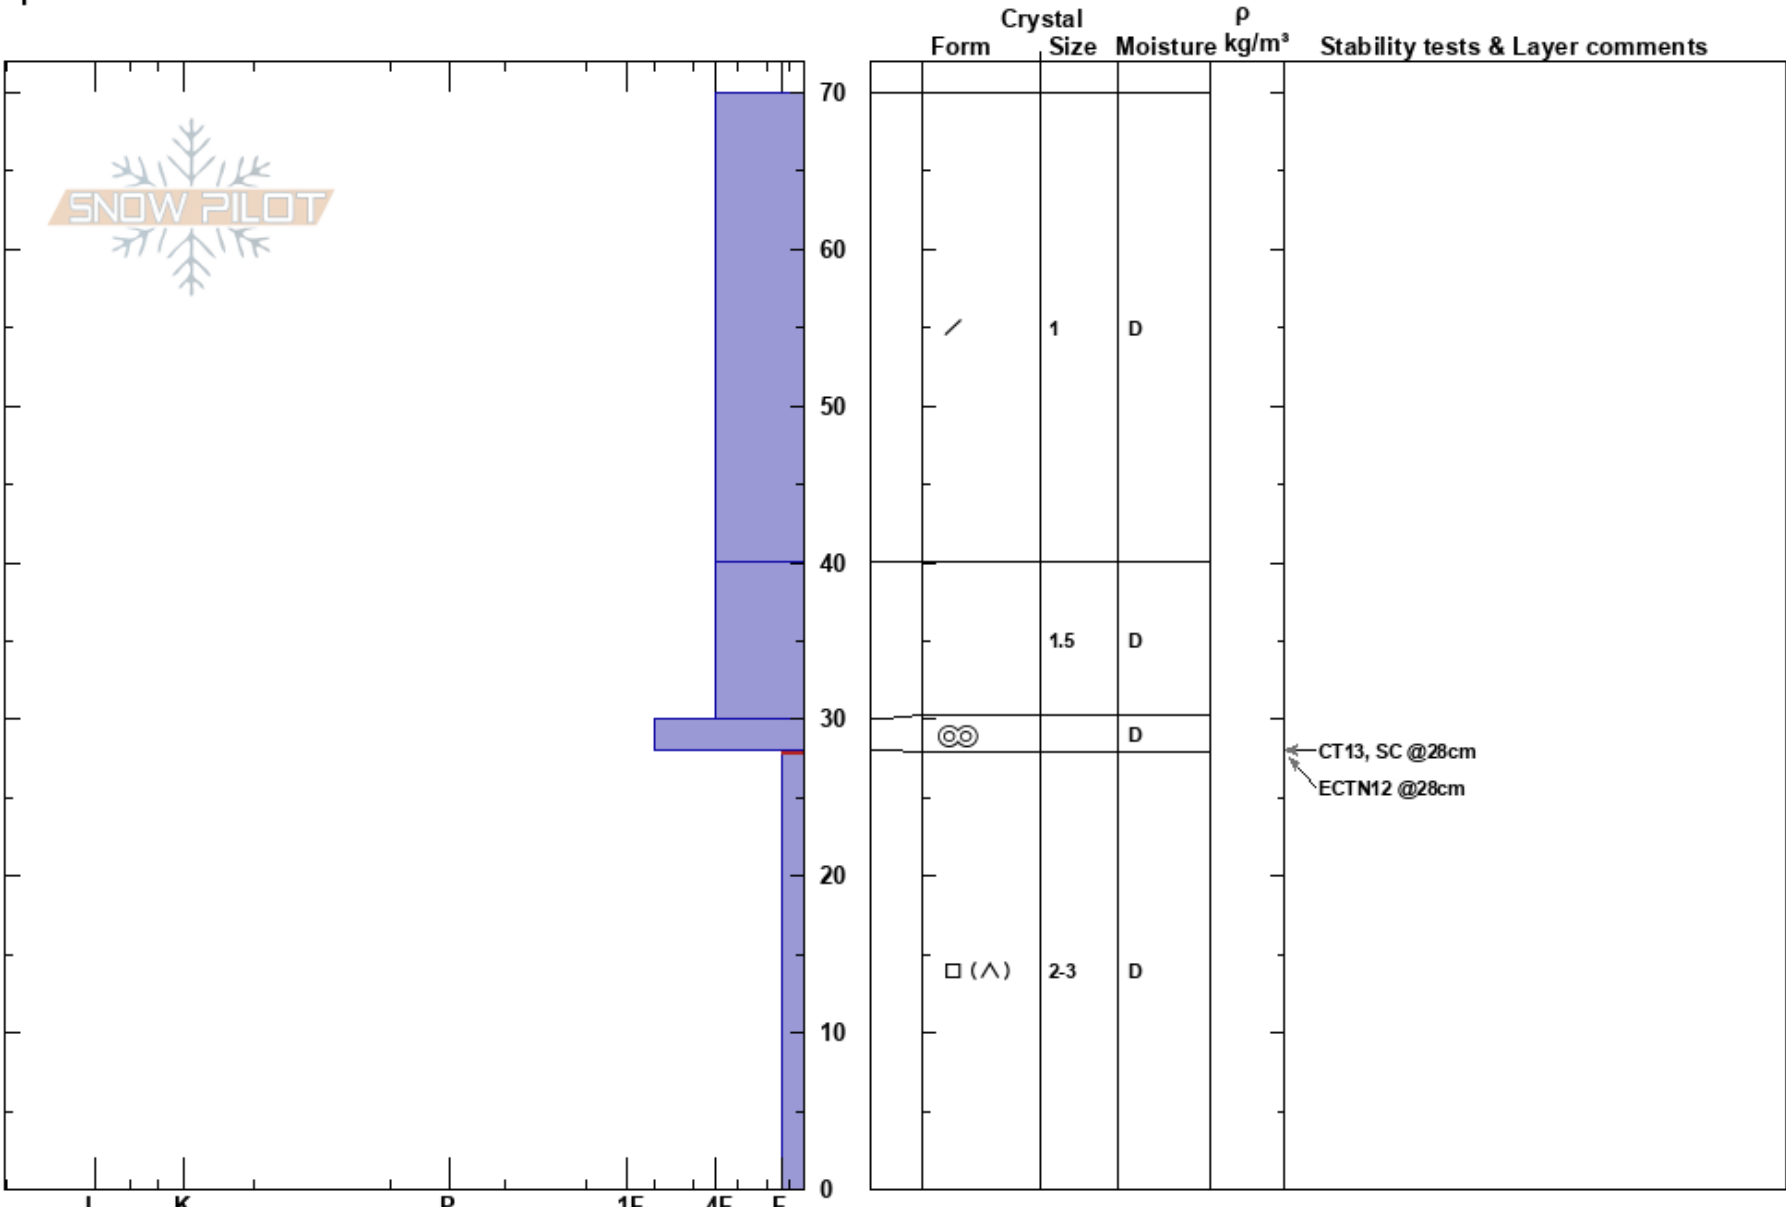 Crystal ρ
Form Size Moisture kg/m³ Stability tests & Layer comments
SNOW PILOT
70
60
1 D
50
40
1.5 D
30
D
CT13, SC @28cm
ECTN12 @28cm
20
2-3 D
10
0
I K P 1F 4F F